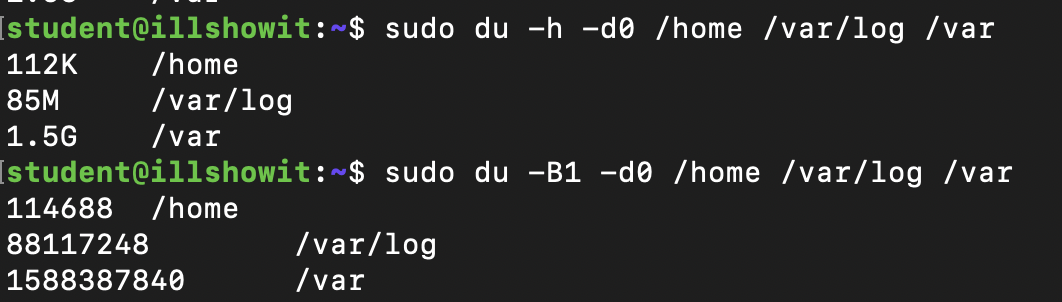 student@illshowit:~$ sudo du -h -d0 /home /var/log /var
112K /home
85M /var/log
1.5G /var
student@illshowit:~$ sudo du -B1 -d0 /home /var/log /var
114688 /home
88117248 /var/log
1588387840 /var